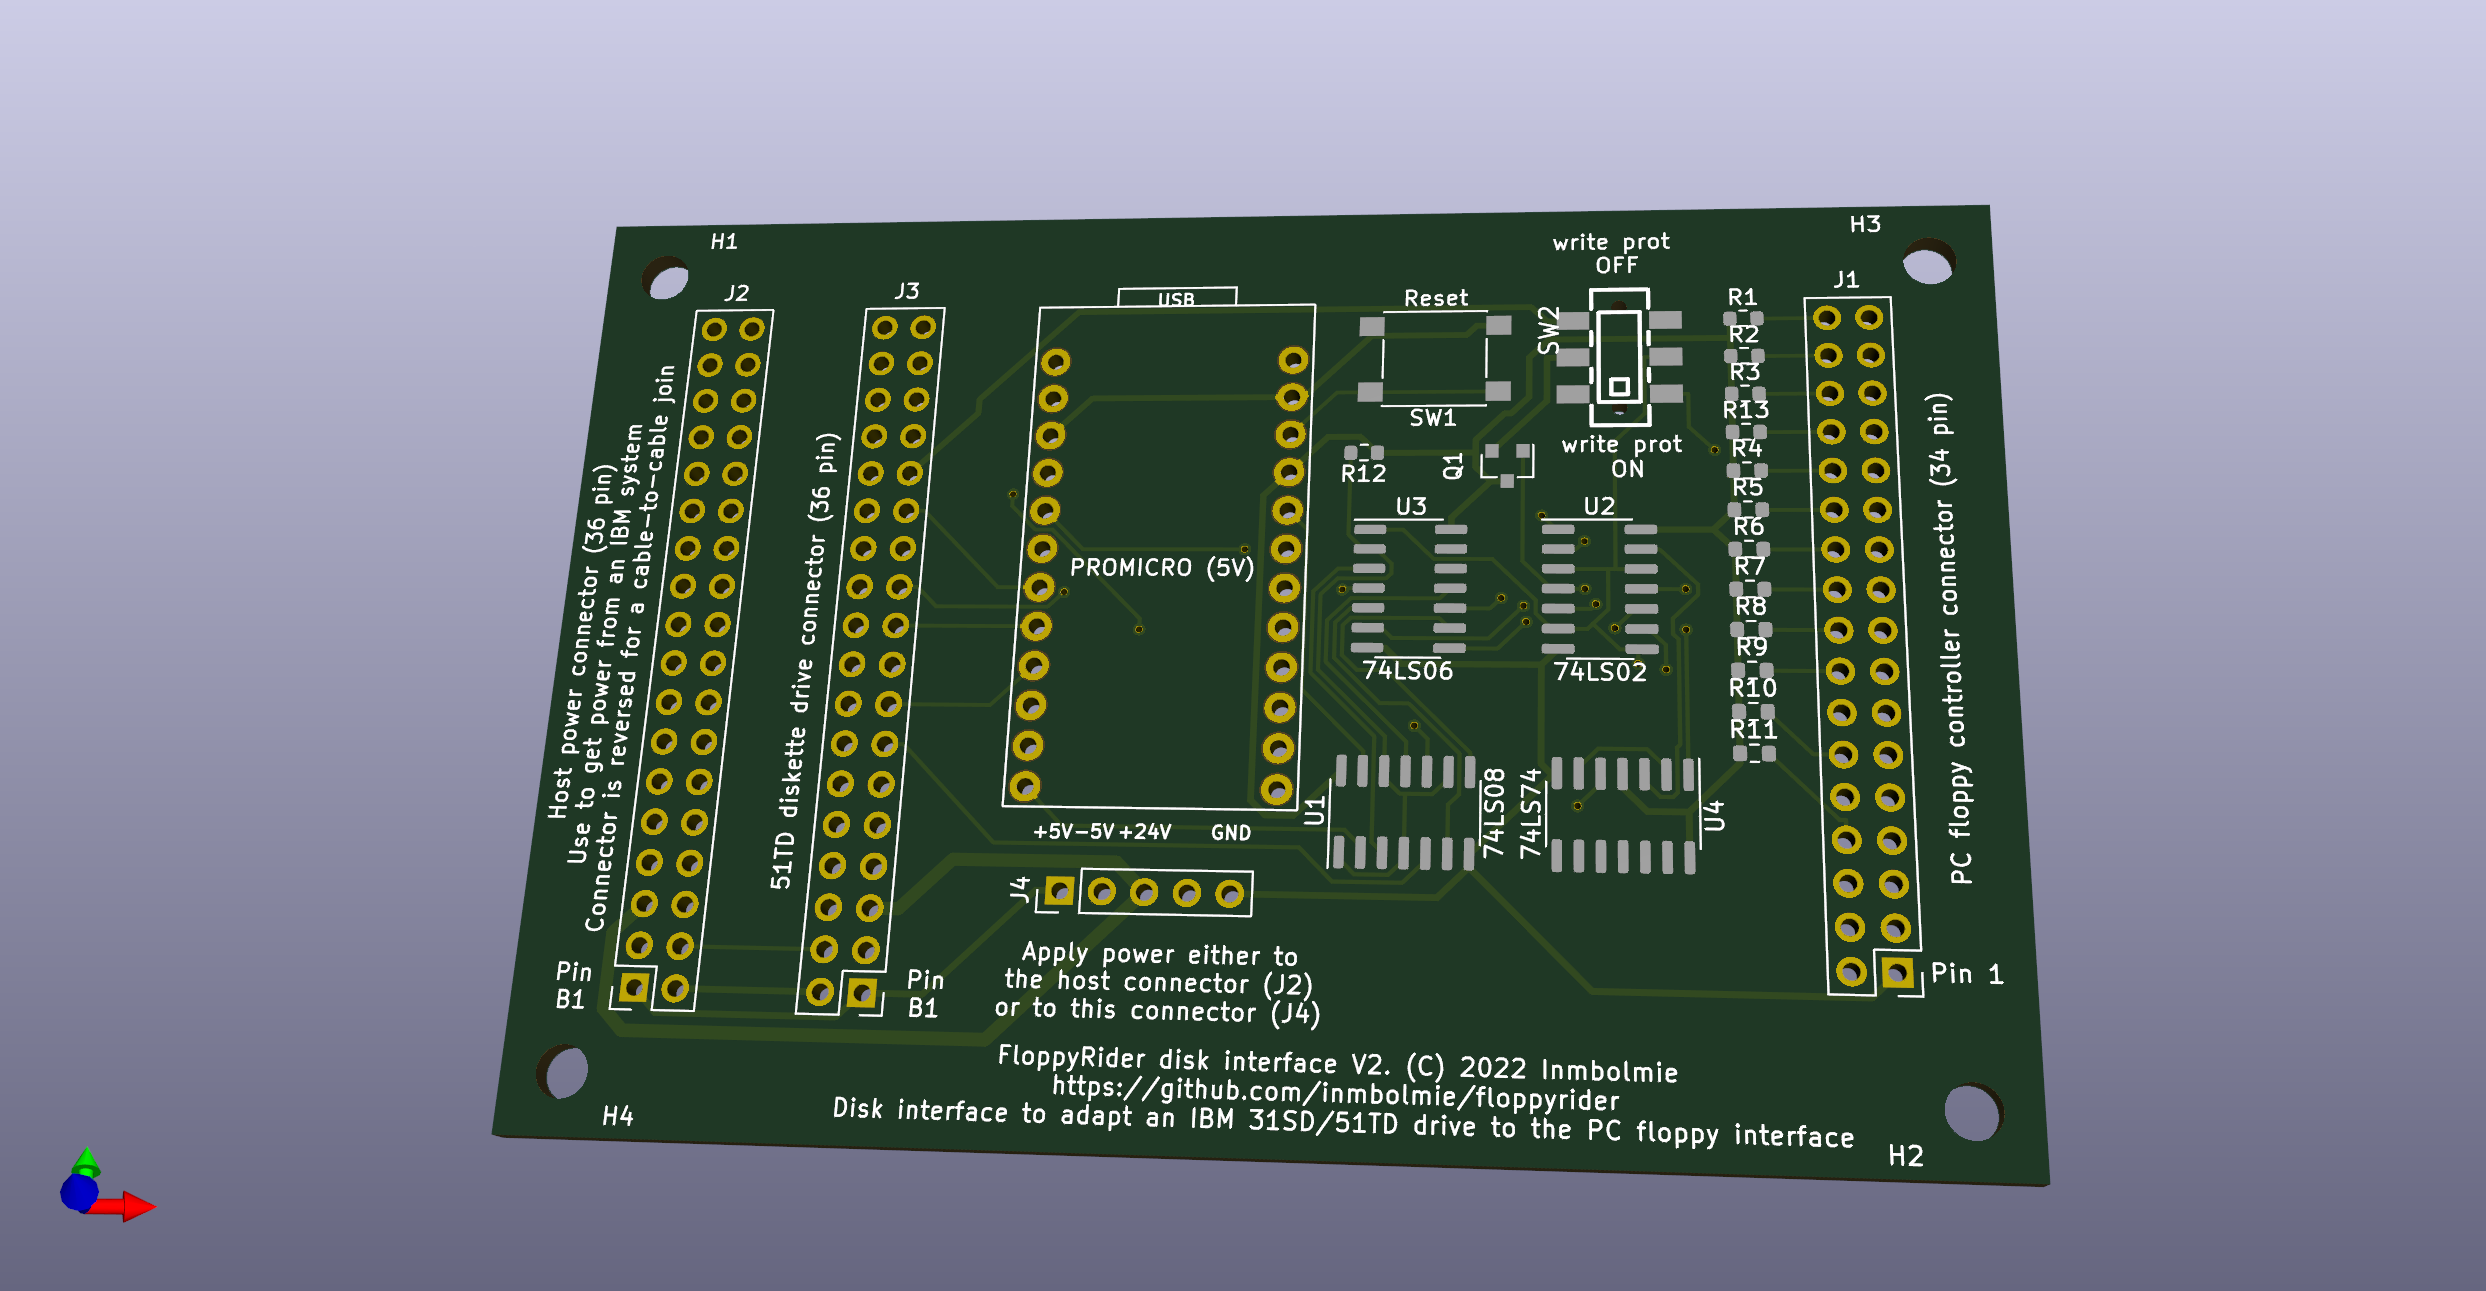 H1
H3
write prot
OFF
J2
J3
USB
Reset
SW2
J1
R1
R2
R3
R13
R4
R5
R6
R7
R8
R9
R10
R11
SW1
write prot
ON
R12
Q1
U3
U2
PROMICRO (5V)
74LS06
74LS02
Host power connector (36 pin)
Use to get power from an IBM system
Connector is reversed for a cable-to-cable join
51TD diskette drive connector (36 pin)
PC floppy controller connector (34 pin)
U1
74LS08
74LS74
U4
+5V-5V +24V GND
J4
Pin
B1
Pin
B1
Pin 1
Apply power either to
the host connector (J2)
or to this connector (J4)
FloppyRider disk interface V2. (C) 2022 Inmbolmie
https://github.com/inmbolmie/floppyrider
Disk interface to adapt an IBM 31SD/51TD drive to the PC floppy interface
H4
H2